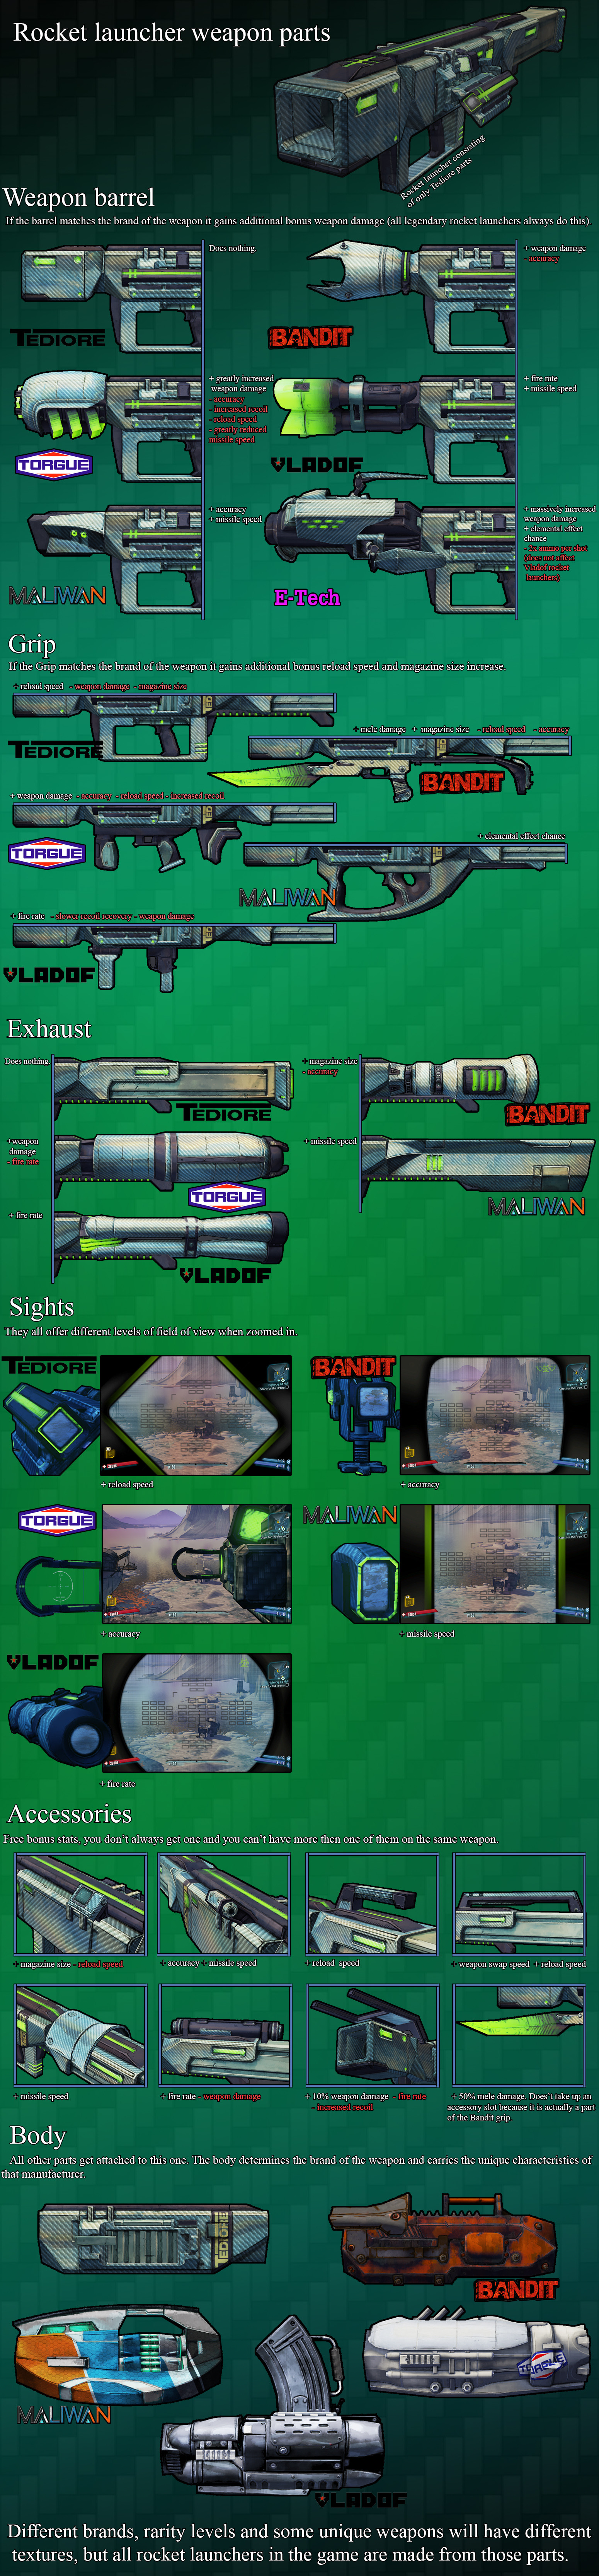 Rocket launcher weapon parts
Rocket launcher consisting
of only Tediore parts
Weapon barrel
If the barrel matches the brand of the weapon it gains additional bonus weapon damage (all legendary rocket launchers always do this)
Does nothing.
TEDIORE
+ weapon damage
- accuracy
BANDIT
+ greatly increased
weapon damage
- accuracy
- increased recoil
- reload speed
- greatly reduced
missile speed
TORGUE
+ fire rate
+ missile speed
VLADOF
+ accuracy
+ missile speed
MALIWAN
+ massively increased
weapon damage
+ elemental effect
chance
- 2x ammo per shot
(does not affect
Vladof rocket
launchers)
E-Tech
Grip
If the Grip matches the brand of the weapon it gains additional bonus reload speed and magazine size increase.
+ reload speed - weapon damage - magazine size
TEDIORE
+ mele damage + magazine size - reload speed - accuracy
BANDIT
+ weapon damage - accuracy - reload speed - increased recoil
TORGUE
+ elemental effect chance
MALIWAN
+ fire rate - slower recoil recovery - weapon damage
VLADOF
Exhaust
Does nothing
TEDIORE
+ magazine size
- accuracy
BANDIT
+weapon
damage
- fire rate
TORGUE
+ missile speed
MALIWAN
+ fire rate
VLADOF
Sights
They all offer different levels of field of view when zoomed in.
TEDIORE
+ reload speed
BANDIT
+ accuracy
TORGUE
+ accuracy
MALIWAN
+ missile speed
VLADOF
+ fire rate
Accessories
Free bonus stats, you don't always get one and you can't have more then one of them on the same weapon.
+ magazine size - reload speed
+ accuracy + missile speed
+ reload speed
+ weapon swap speed + reload speed
+ missile speed
+ fire rate - weapon damage
+ 10% weapon damage - fire rate
- increased recoil
+ 50% mele damage Does't take up an
accessory slot because it is actually a part
of the Bandit grip
Body
All other parts get attached to this one. The body determines the brand of the weapon and carries the unique characteristics of
that manufacturer.
TEDIORE
BANDIT
MALIWAN
TORGUE
VLADOF
Different brands, rarity levels and some unique weapons will have different
textures, but all rocket launchers in the game are made from those parts.